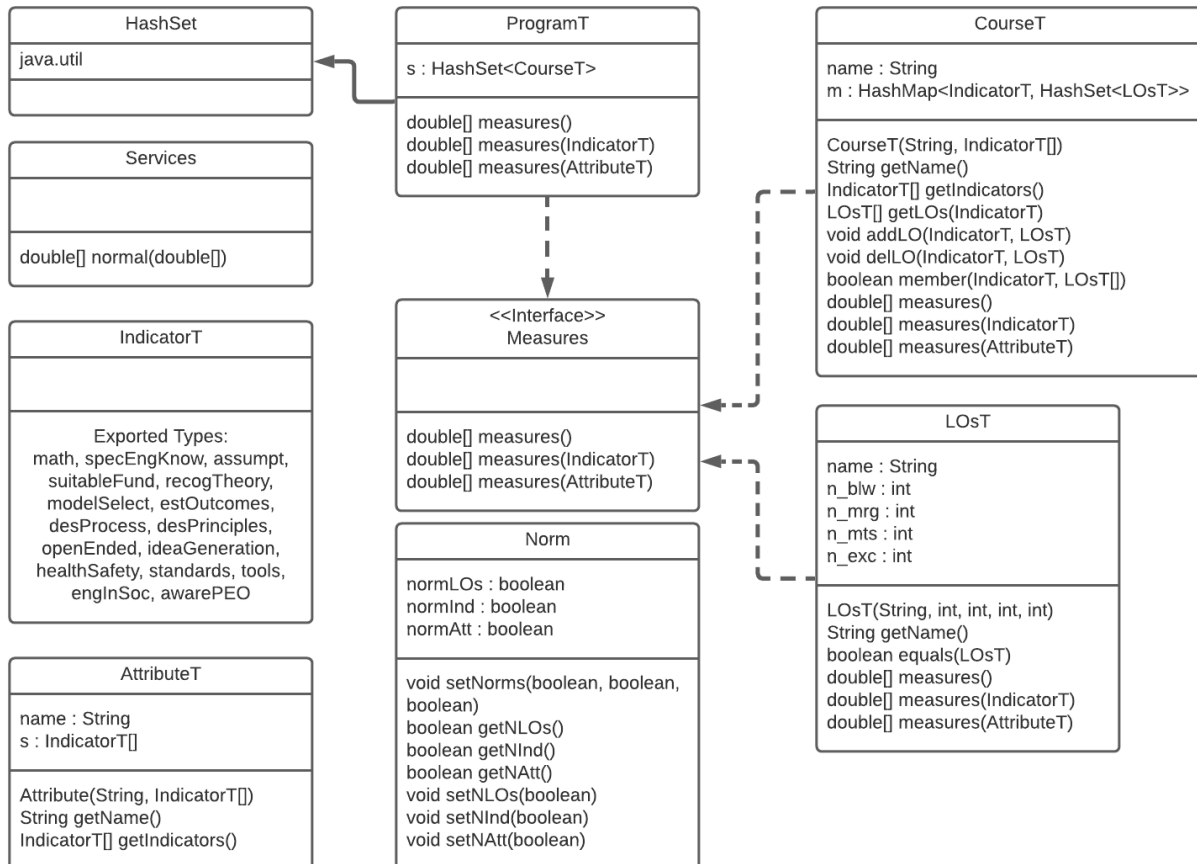 HashSet
java.util
Services
double[] normal(double[])
IndicatorT
Exported Types:
math, specEngKnow, assumpt,
suitableFund, recogTheory,
modelSelect, estOutcomes,
desProcess, desPrinciples,
openEnded, ideaGeneration,
healthSafety, standards, tools,
engInSoc, awarePEO
AttributeT
name : String
s : IndicatorT[]
Attribute(String, IndicatorT[])
String getName()
IndicatorT[] getIndicators()
ProgramT
s : HashSet<CourseT>
double[] measures()
double[] measures(IndicatorT)
double[] measures(AttributeT)
<<Interface>>
Measures
double[] measures()
double[] measures(IndicatorT)
double[] measures(AttributeT)
Norm
normLOs : boolean
normInd : boolean
normAtt : boolean
void setNorms(boolean, boolean,
boolean)
boolean getNLOs()
boolean getNInd()
boolean getNAtt()
void setNLOs(boolean)
void setNInd(boolean)
void setNAtt(boolean)
CourseT
name : String
m : HashMap<IndicatorT, HashSet<LOsT>>
CourseT(String, IndicatorT[])
String getName()
IndicatorT[] getIndicators()
LOsT[] getLOs(IndicatorT)
void addLO(IndicatorT, LOsT)
void delLO(IndicatorT, LOsT)
boolean member(IndicatorT, LOsT[])
double[] measures()
double[] measures(IndicatorT)
double[] measures(AttributeT)
LOsT
name : String
n_blw : int
n_mrg : int
n_mts : int
n_exc : int
LOsT(String, int, int, int, int)
String getName()
boolean equals(LOsT)
double[] measures()
double[] measures(IndicatorT)
double[] measures(AttributeT)